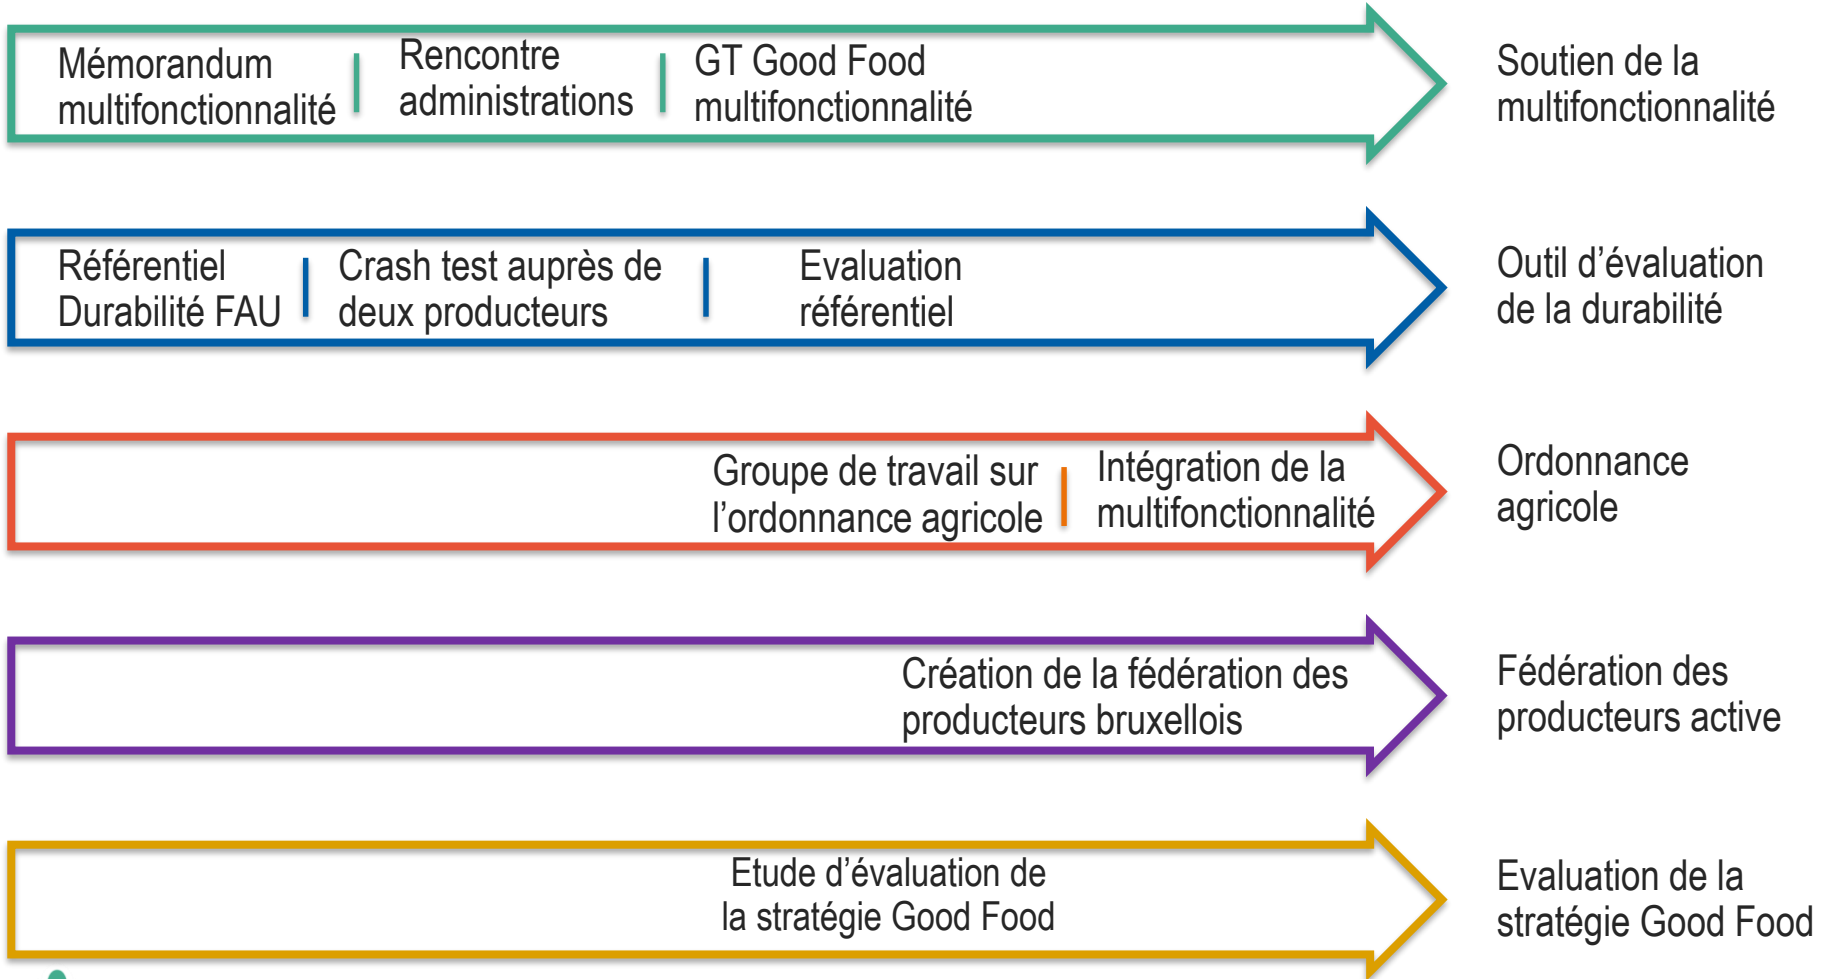 Mémorandum
multifonctionnalité
Rencontre
administrations
GT Good Food
multifonctionnalité
Soutien de la
multifonctionnalité
Référentiel
Durabilité FAU
Crash test auprès de
deux producteurs
Evaluation
référentiel
Outil d’évaluation
de la durabilité
Groupe de travail sur
l’ordonnance agricole
Intégration de la
multifonctionnalité
Ordonnance
agricole
Création de la fédération des
producteurs bruxellois
Fédération des
producteurs active
Etude d’évaluation de
la stratégie Good Food
Evaluation de la
stratégie Good Food